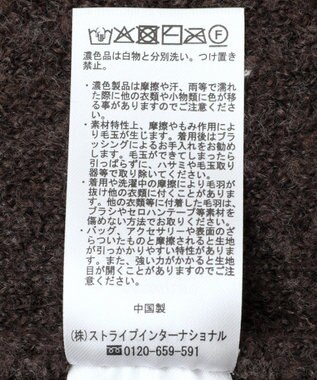 濃色品は白物と分別洗い。つけ置き
禁止。
・濃色製品は摩擦や汗、雨等で濡れ
た際に他の衣類や小物類に色が移
る事がありますのでご注意くださ
い。
・素材特性上、摩擦やもみ作用によ
り毛玉が生じます。着用後はブラ
ッシングによるお手入れをお勧め
します。毛玉ができてしまったら
引っぱらずに、ハサミや毛玉取り
器等で取り除いてください。
・着用や洗濯中の摩擦により毛羽が
抜け他の衣類に付くことがありま
す。他の衣類等に付着した毛羽は、
ブラシやセロハンテープ等素材を
傷めない方法でお取りください。
・バッグ、アクセサリーや表面のざ
らついたものと摩擦すると生地
が引っかかりやすい特性がありま
す。また、強い力がかかると生地
目が開くことがありますのでご注
意ください。
中国製
(株)ストライプインターナショナル
0120-659-591